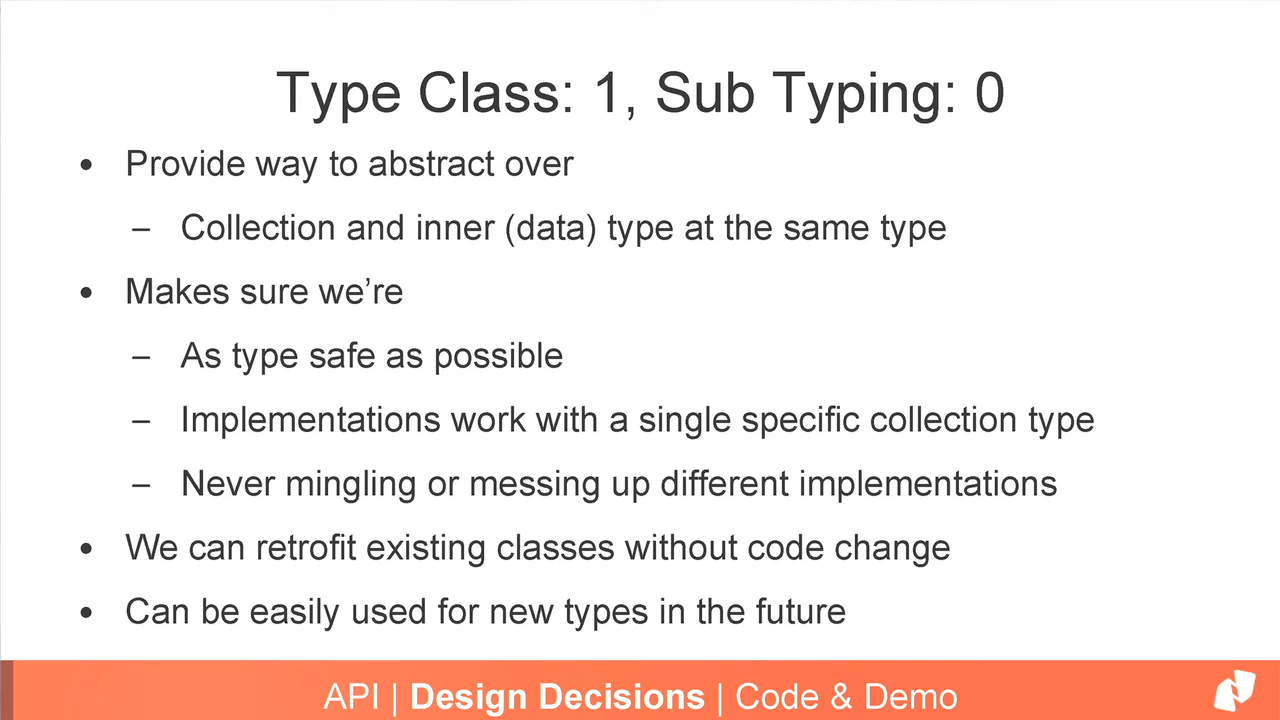 Type Class: 1, Sub Typing: 0
• Provide way to abstract over
– Collection and inner (data) type at the same type
• Makes sure we’re
– As type safe as possible
– Implementations work with a single specific collection type
– Never mingling or messing up different implementations
• We can retrofit existing classes without code change
• Can be easily used for new types in the future
API | Design Decisions | Code & Demo